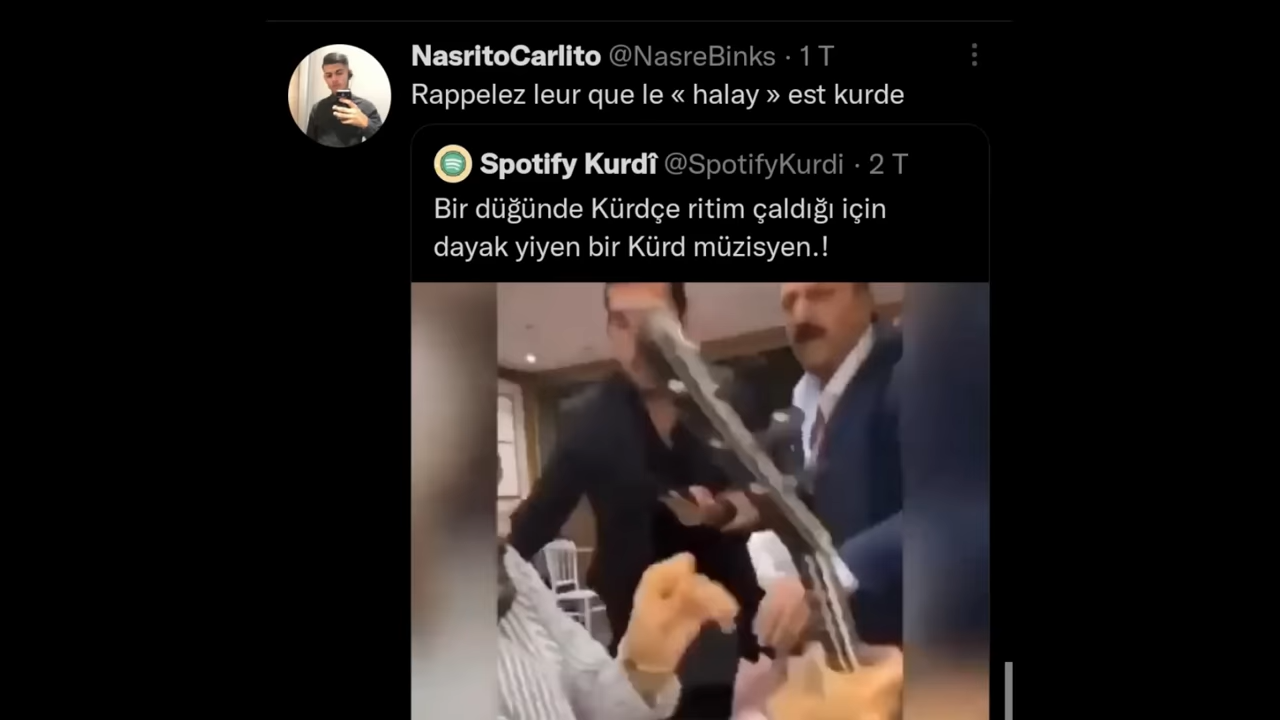 NasritoCarlito @NasreBinks · 1 T
Rappelez leur que le « halay » est kurde
Spotify Kurdî @SpotifyKurdi · 2 T
Bir düğünde Kürdçe ritim çaldığı için
dayak yiyen bir Kürd müzisyen.!